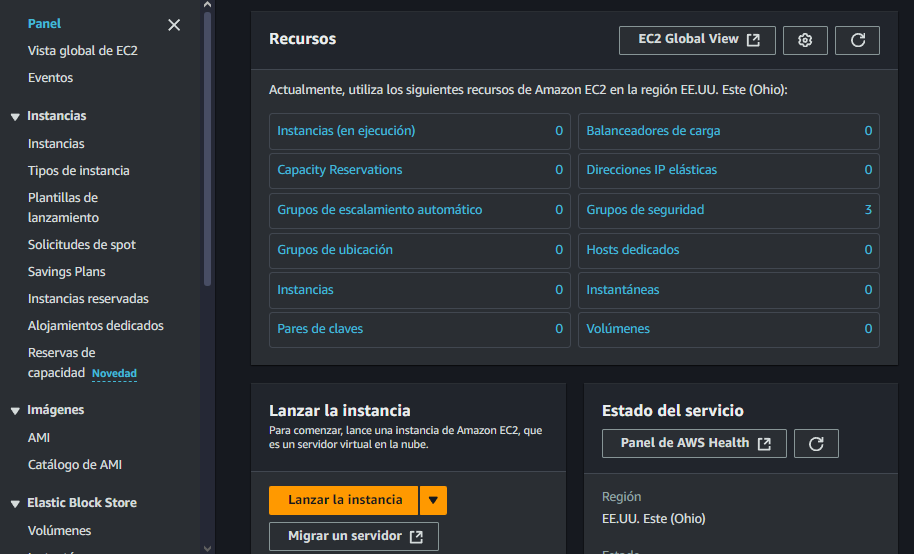 Panel
Vista global de EC2
Eventos
Instancias
Instancias
Tipos de instancia
Plantillas de
lanzamiento
Solicitudes de spot
Savings Plans
Instancias reservadas
Alojamientos dedicados
Reservas de
capacidad Novedad
Imágenes
AMI
Catálogo de AMI
Elastic Block Store
Volúmenes
Recursos
EC2 Global View
Actualmente, utiliza los siguientes recursos de Amazon EC2 en la región EE.UU. Este (Ohio):
Instancias (en ejecución) 0
Balanceadores de carga 0
Capacity Reservations 0
Direcciones IP elásticas 0
Grupos de escalamiento automático 0
Grupos de seguridad 3
Grupos de ubicación 0
Hosts dedicados 0
Instancias 0
Instantáneas 0
Pares de claves 0
Volúmenes 0
Lanzar la instancia
Para comenzar, lance una instancia de Amazon EC2, que
es un servidor virtual en la nube.
Lanzar la instancia
Migrar un servidor
Estado del servicio
Panel de AWS Health
Región
EE.UU. Este (Ohio)